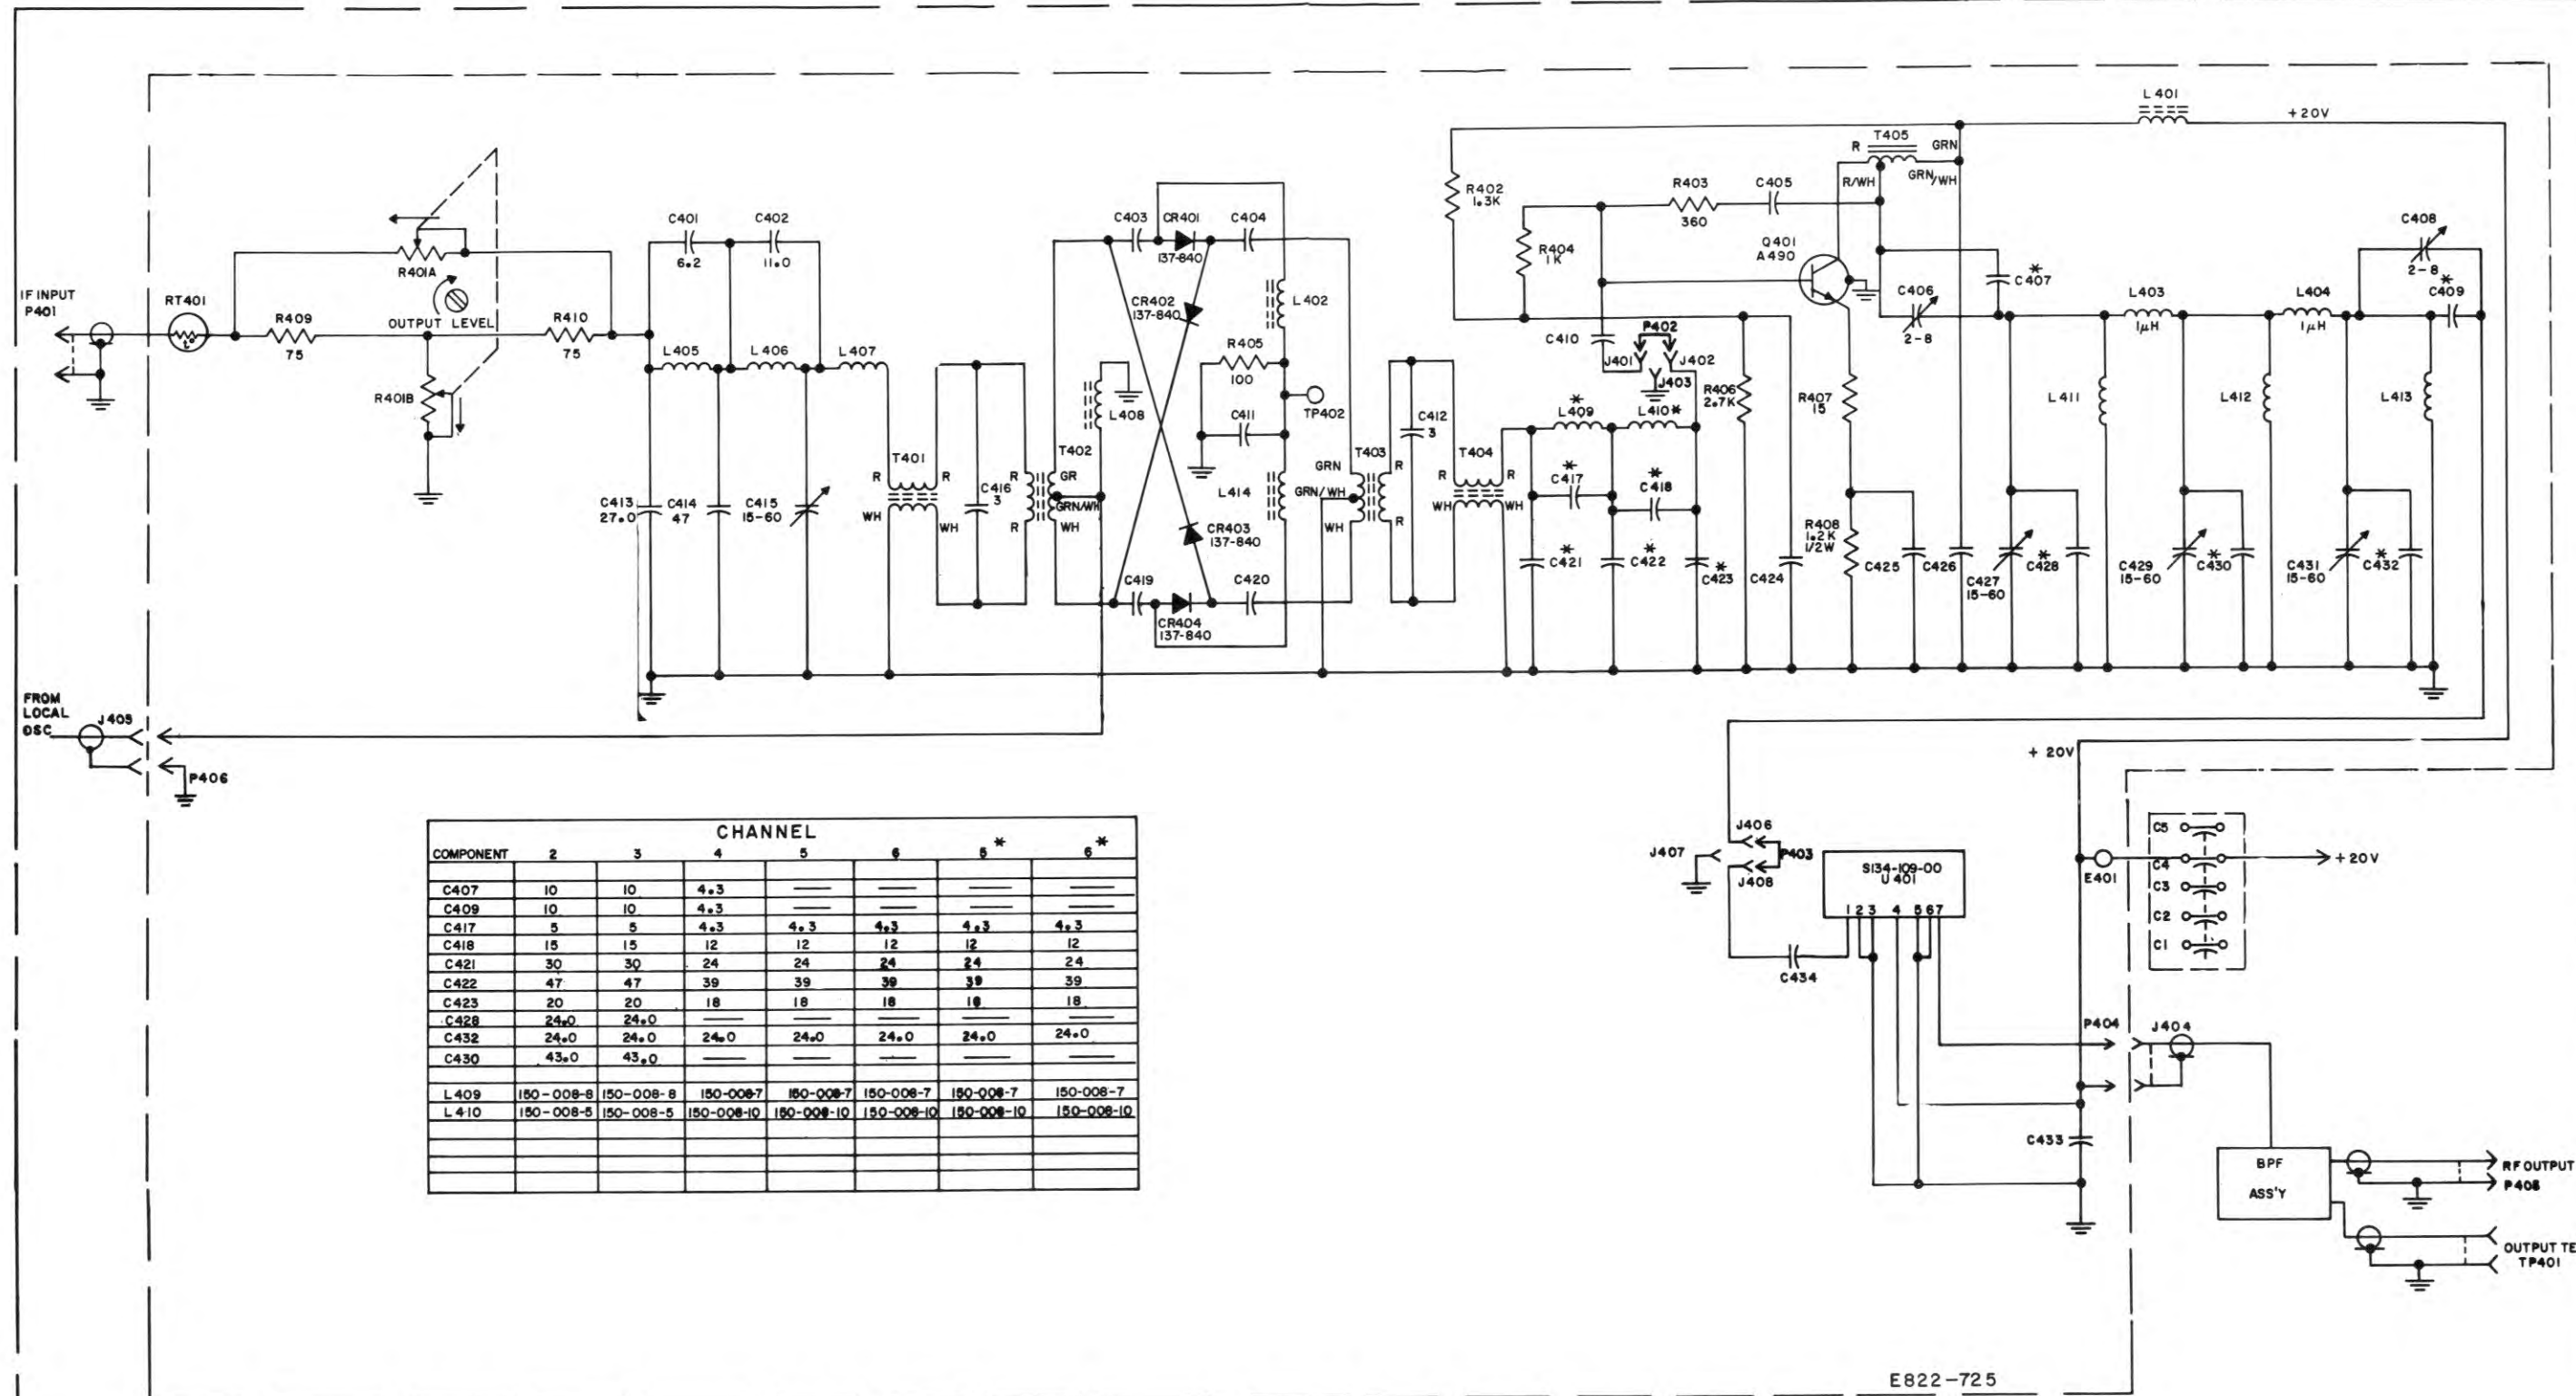 L401
+20V
T405
R GRN
R/WH GRN/WH
R402
1.3K
R403
360
C405
R404
1K
Q401
A490
C408
2-8
C407 *
C406
2-8
L403
1μH
L404
1μH
C409 *
C401
6.2
C402
11.0
C403
CR401
137-840
C404
R401A
OUTPUT LEVEL
IF INPUT
P401
RT401
t°
R409
75
R410
75
R401B
CR402
137-840
L402
R405
100
C411
TP402
L405
L406
L407
L408
C410
P402
J401
J402
J403
R406
2.7K
R407
15
L411
L412
L413
C412
3
* L409
L410 *
T401
R R
WH WH
C416
3
R
R
T402
GR
GRN/WH
WH
L414
T403
GRN
GRN/WH
WH
R
R
T404
R R
WH WH
* C417
* C418
C413
27.0
C414
47
C415
15-60
CR403
137-840
C419
CR404
137-840
C420
* C421
* C422
* C423
C424
R408
1.2K
1/2W
C425
C426
C427
15-60
* C428
C429
15-60
* C430
C431
15-60
* C432
FROM
LOCAL
OSC
J405
P406
+ 20V
CHANNEL
COMPONENT 2 3 4 5 6 5 * 6 *
C407 10 10 4.3 — — — —
C409 10 10 4.3 — — — —
C417 5 5 4.3 4.3 4.3 4.3 4.3
C418 15 15 12 12 12 12 12
C421 30 30 24 24 24 24 24
C422 47 47 39 39 39 39 39
C423 20 20 18 18 18 18 18
C428 24.0 24.0 — — — — —
C432 24.0 24.0 24.0 24.0 24.0 24.0 24.0
C430 43.0 43.0 — — — — —
L409 150-008-8 150-008-8 150-008-7 150-008-7 150-008-7 150-008-7 150-008-7
L410 150-008-5 150-008-5 150-008-10 150-008-10 150-008-10 150-008-10 150-008-10
J407
J406
P403
J408
S134-109-00
U401
1 2 3 4 5 6 7
C434
E401
C5
C4
C3
C2
C1
+20V
P404
J404
C433
BPF
ASS'Y
RF OUTPUT
P405
OUTPUT TE
TP401
E822-725